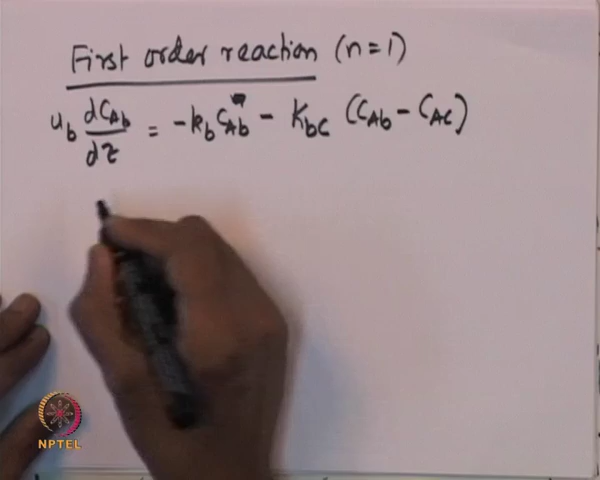 First order reaction (n=1)
u_b dC_Ab/dz = -k_b C_Ab - K_bc (C_Ab - C_Ac)
NPTEL